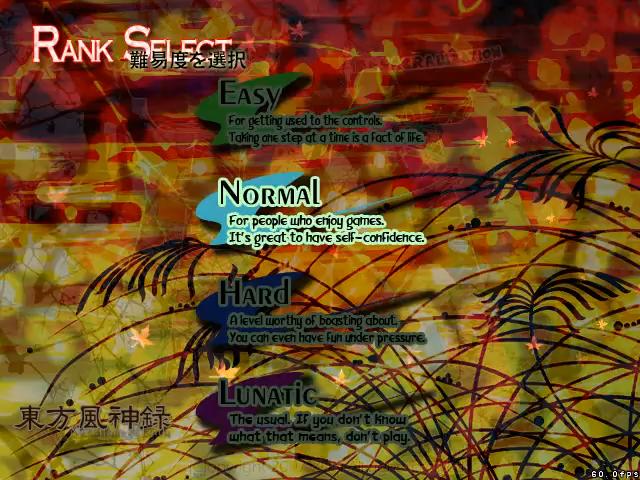 Rank Select
難易度を選択
Easy
For getting used to the controls.
Taking one step at a time is a fact of life.
Normal
For people who enjoy games.
It's great to have self-confidence.
Hard
A level worthy of boasting about.
You can even have fun under pressure.
Lunatic
The usual. If you don't know
what that means, don't play.
東方風神録
60.0fps